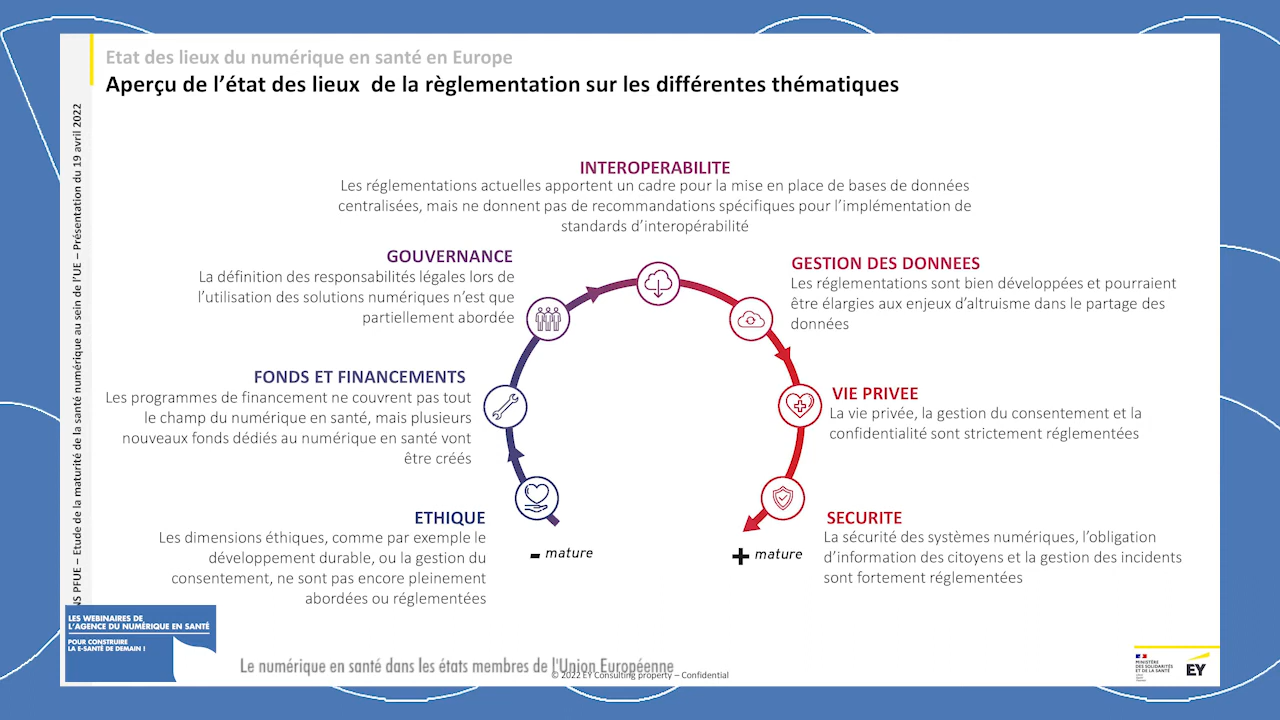 Etat des lieux du numérique en santé en Europe
Aperçu de l'état des lieux de la règlementation sur les différentes thématiques
NS PFUE – Etude de la maturité de la santé numérique au sein de l'UE – Présentation du 19 avril 2022
INTEROPERABILITE
Les réglementations actuelles apportent un cadre pour la mise en place de bases de données
centralisées, mais ne donnent pas de recommandations spécifiques pour l'implémentation de
standards d'interopérabilité
GOUVERNANCE
La définition des responsabilités légales lors de
l'utilisation des solutions numériques n'est que
partiellement abordée
GESTION DES DONNEES
Les réglementations sont bien développées et pourraient
être élargies aux enjeux d'altruisme dans le partage des
données
FONDS ET FINANCEMENTS
Les programmes de financement ne couvrent pas tout
le champ du numérique en santé, mais plusieurs
nouveaux fonds dédiés au numérique en santé vont
être créés
VIE PRIVEE
La vie privée, la gestion du consentement et la
confidentialité sont strictement réglementées
ETHIQUE
Les dimensions éthiques, comme par exemple le
développement durable, ou la gestion du
consentement, ne sont pas encore pleinement
abordées ou réglementées
- mature
+ mature
SECURITE
La sécurité des systèmes numériques, l'obligation
d'information des citoyens et la gestion des incidents
sont fortement réglementées
LES WEBINAIRES DE
L'AGENCE DU NUMÉRIQUE EN SANTÉ
POUR CONSTRUIRE
LA E-SANTÉ DE DEMAIN !
Le numérique en santé dans les états membres de l'Union Européenne
© 2022 EY Consulting property – Confidential
MINISTÈRE
DES SOLIDARITÉS
ET DE LA SANTÉ
EY